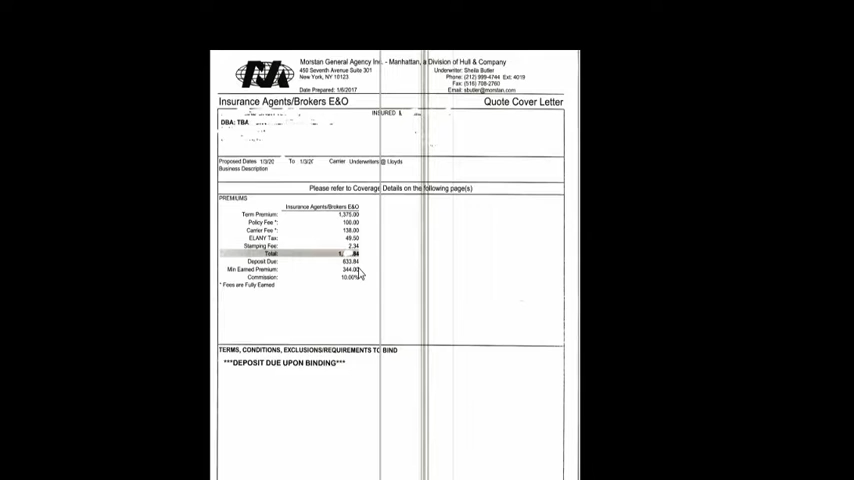 Morstan General Agency Inc. - Manhattan, a Division of Hull & Company
450 Seventh Avenue Suite 301
New York, NY 10123
Underwriter: Sheila Butler
Phone: (212) 999-4744 Ext: 4019
Fax: (516) 706-2760
Email: sbutler@morstan.com
Date Prepared: 1/6/2017
Insurance Agents/Brokers E&O
Quote Cover Letter
INSURED
DBA: TBA
Proposed Dates 1/3/20 To 1/3/2 Carrier Underwriters @ Lloyds
Business Description
Please refer to Coverage Details on the following page(s)
PREMIUMS
Insurance Agents/Brokers E&O
Term Premium: 1,375.00
Policy Fee *: 100.00
Carrier Fee *: 138.00
ELANY Tax: 49.50
Stamping Fee: 2.34
Total: 1, .84
Deposit Due: 633.84
Min Earned Premium: 344.00
Commission: 10.00%
* Fees are Fully Earned
TERMS, CONDITIONS, EXCLUSIONS/REQUIREMENTS TO BIND
***DEPOSIT DUE UPON BINDING***